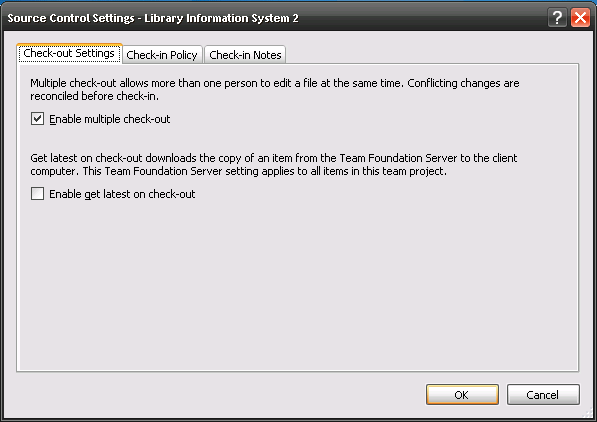 Source Control Settings - Library Information System 2
Check-out Settings
Check-in Policy
Check-in Notes
Multiple check-out allows more than one person to edit a file at the same time. Conflicting changes are
reconciled before check-in.
Enable multiple check-out
Get latest on check-out downloads the copy of an item from the Team Foundation Server to the client
computer. This Team Foundation Server setting applies to all items in this team project.
Enable get latest on check-out
OK
Cancel